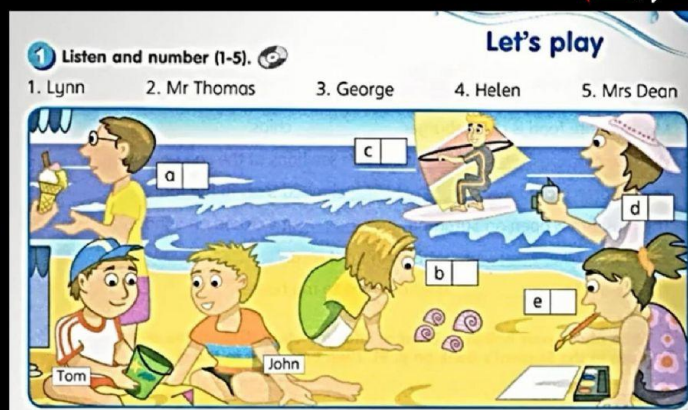 Let's play
1 Listen and number (1-5).
1. Lynn 2. Mr Thomas 3. George 4. Helen 5. Mrs Dean
a
c
d
b
e
Tom
John